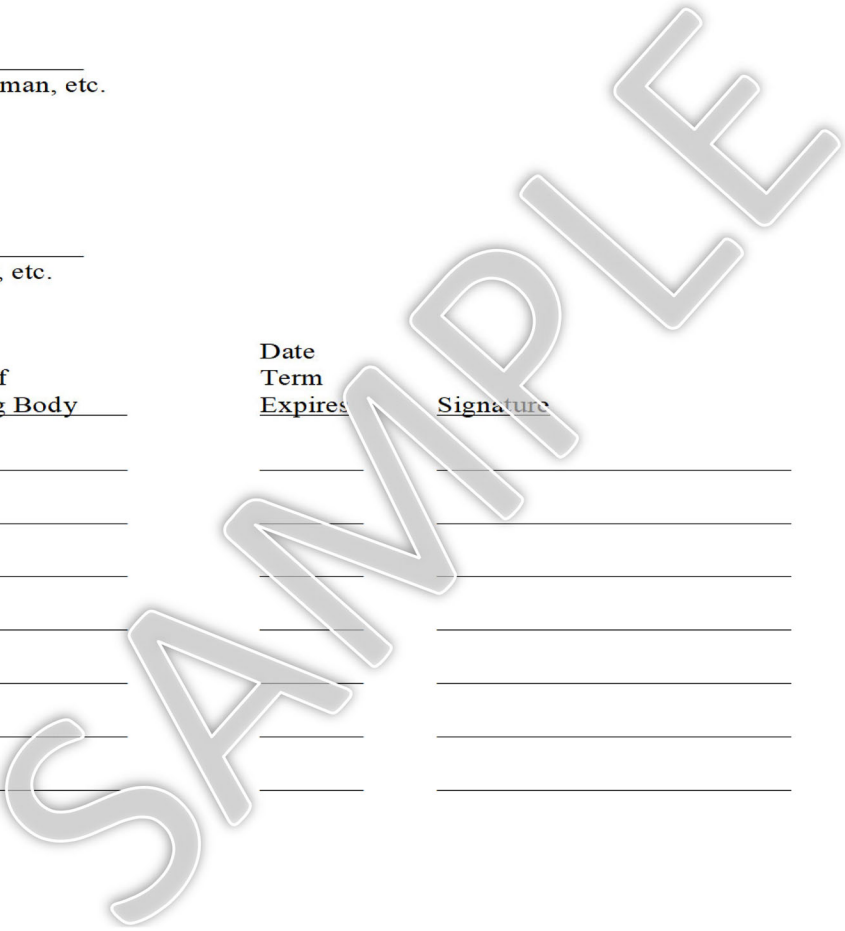 man, etc.
, etc.
Date
f Term
g Body Expires Signature
SAMPLE